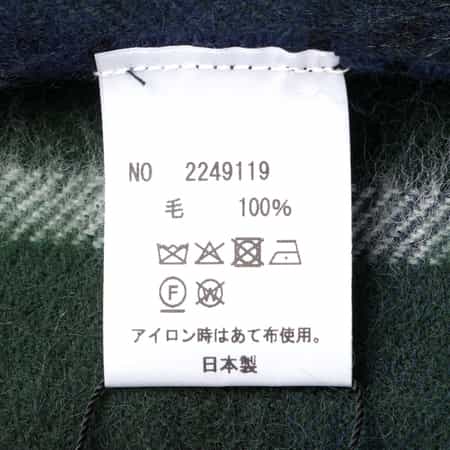 NO 2249119
毛 100%
F W
アイロン時はあて布使用。
日本製